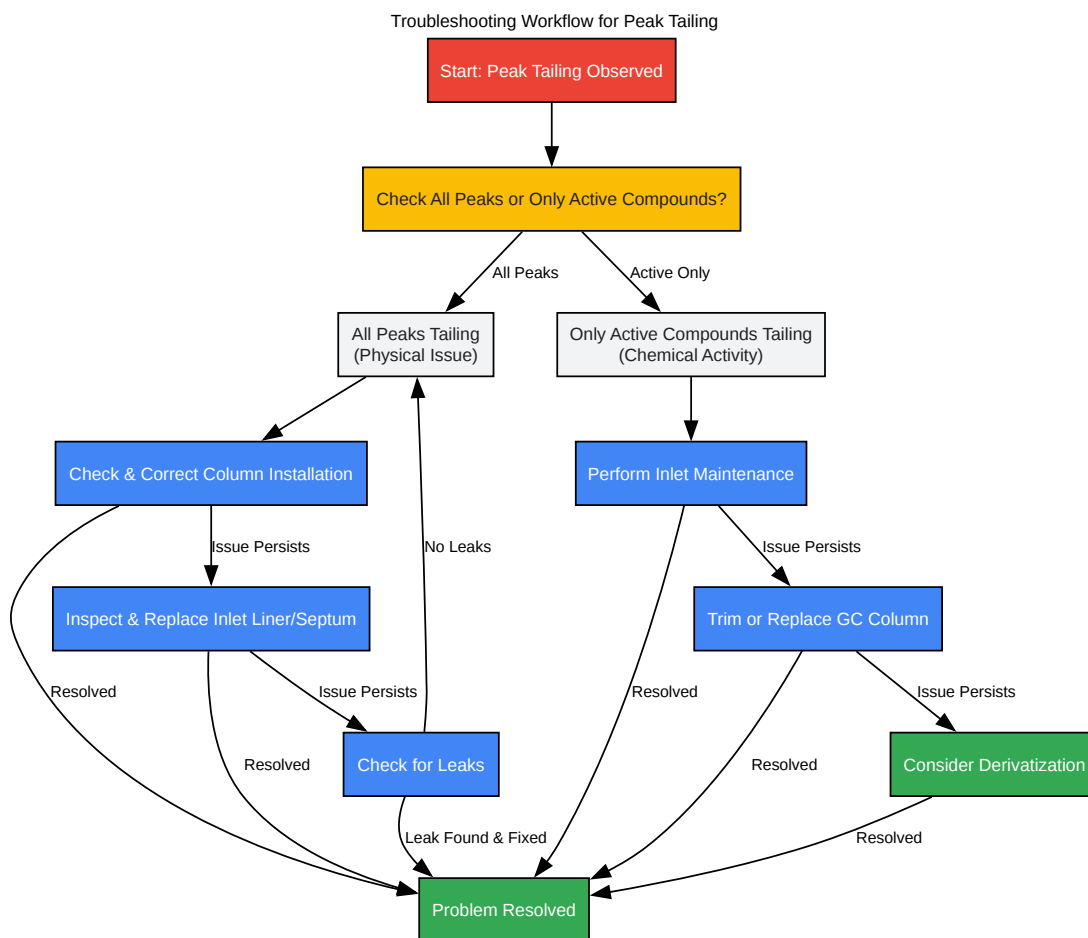 Troubleshooting Workflow for Peak Tailing
Start: Peak Tailing Observed
Check All Peaks or Only Active Compounds?
All Peaks
Active Only
All Peaks Tailing
(Physical Issue)
Only Active Compounds Tailing
(Chemical Activity)
Check & Correct Column Installation
Perform Inlet Maintenance
Issue Persists
No Leaks
Issue Persists
Inspect & Replace Inlet Liner/Septum
Trim or Replace GC Column
Resolved
Issue Persists
Resolved
Issue Persists
Check for Leaks
Resolved
Resolved
Consider Derivatization
Leak Found & Fixed
Resolved
Problem Resolved